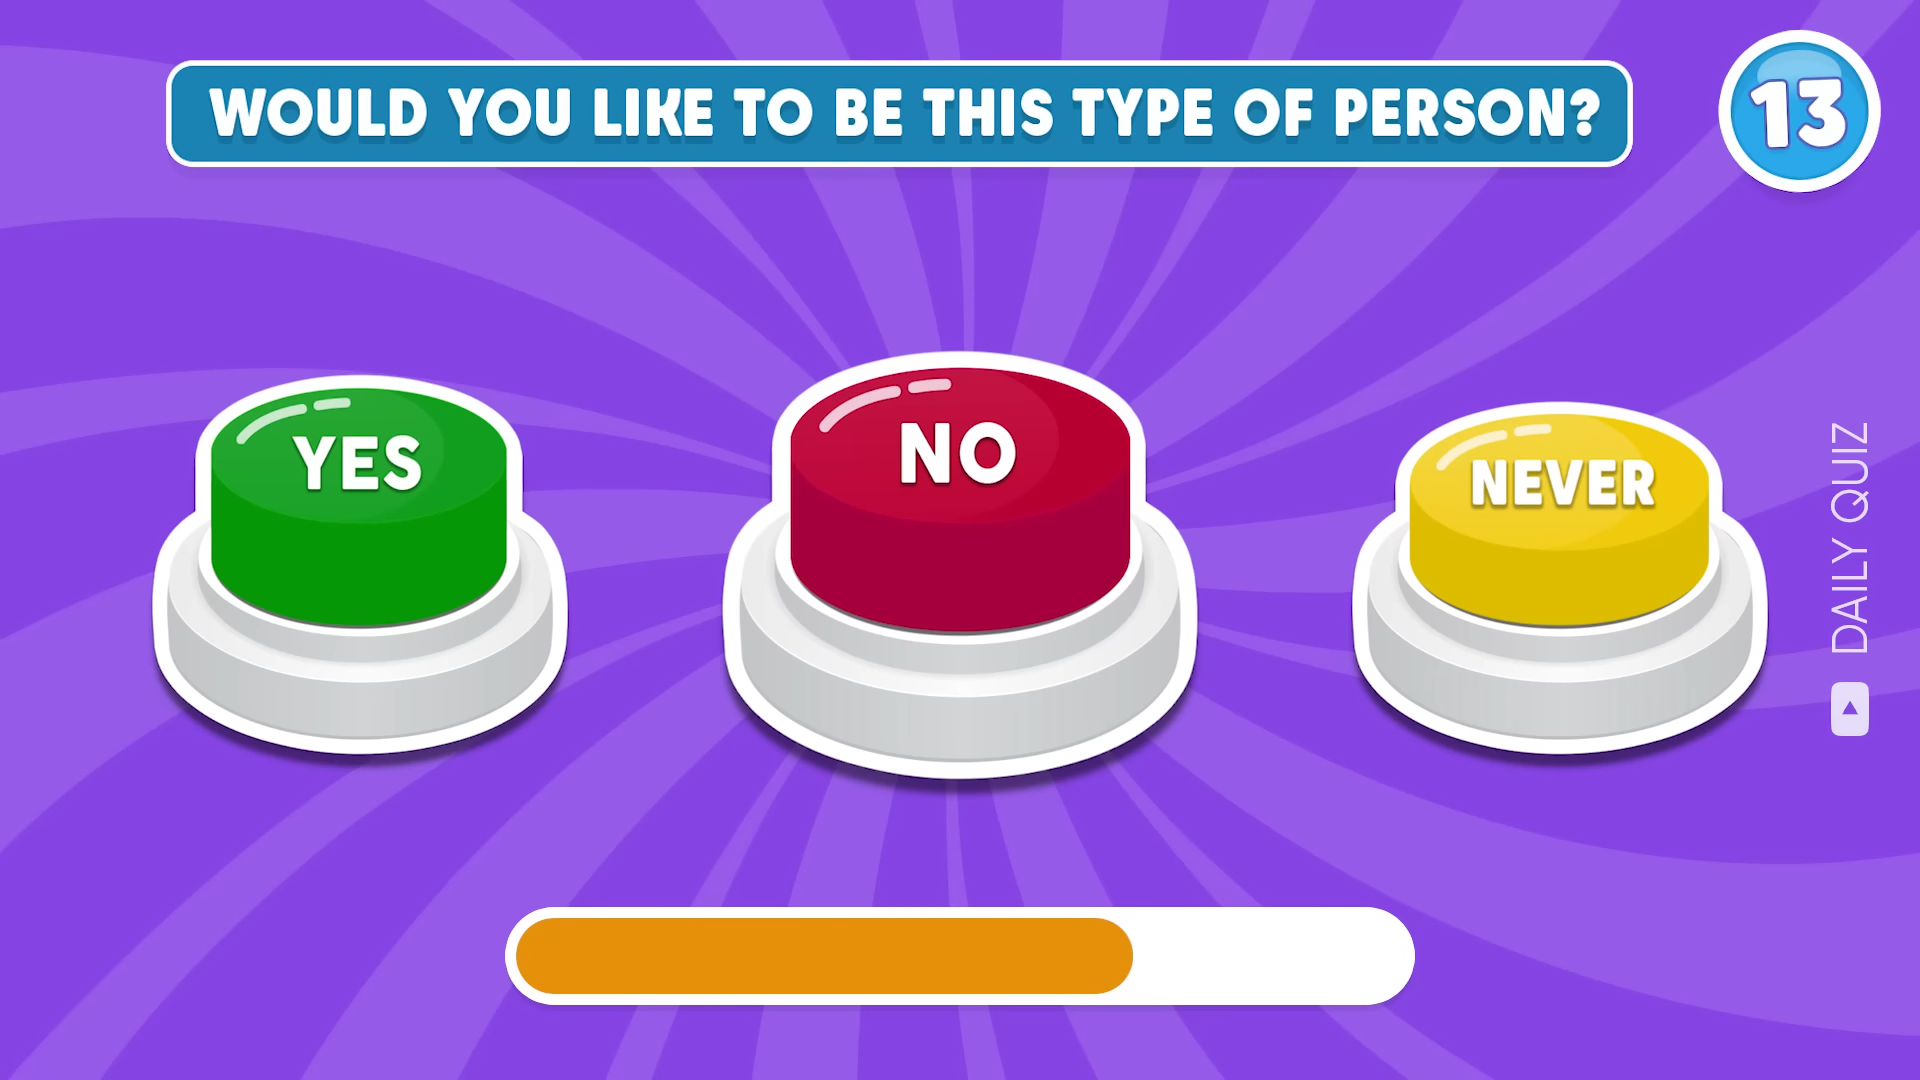 WOULD YOU LIKE TO BE THIS TYPE OF PERSON?
13
YES
NO
NEVER
DAILY QUIZ